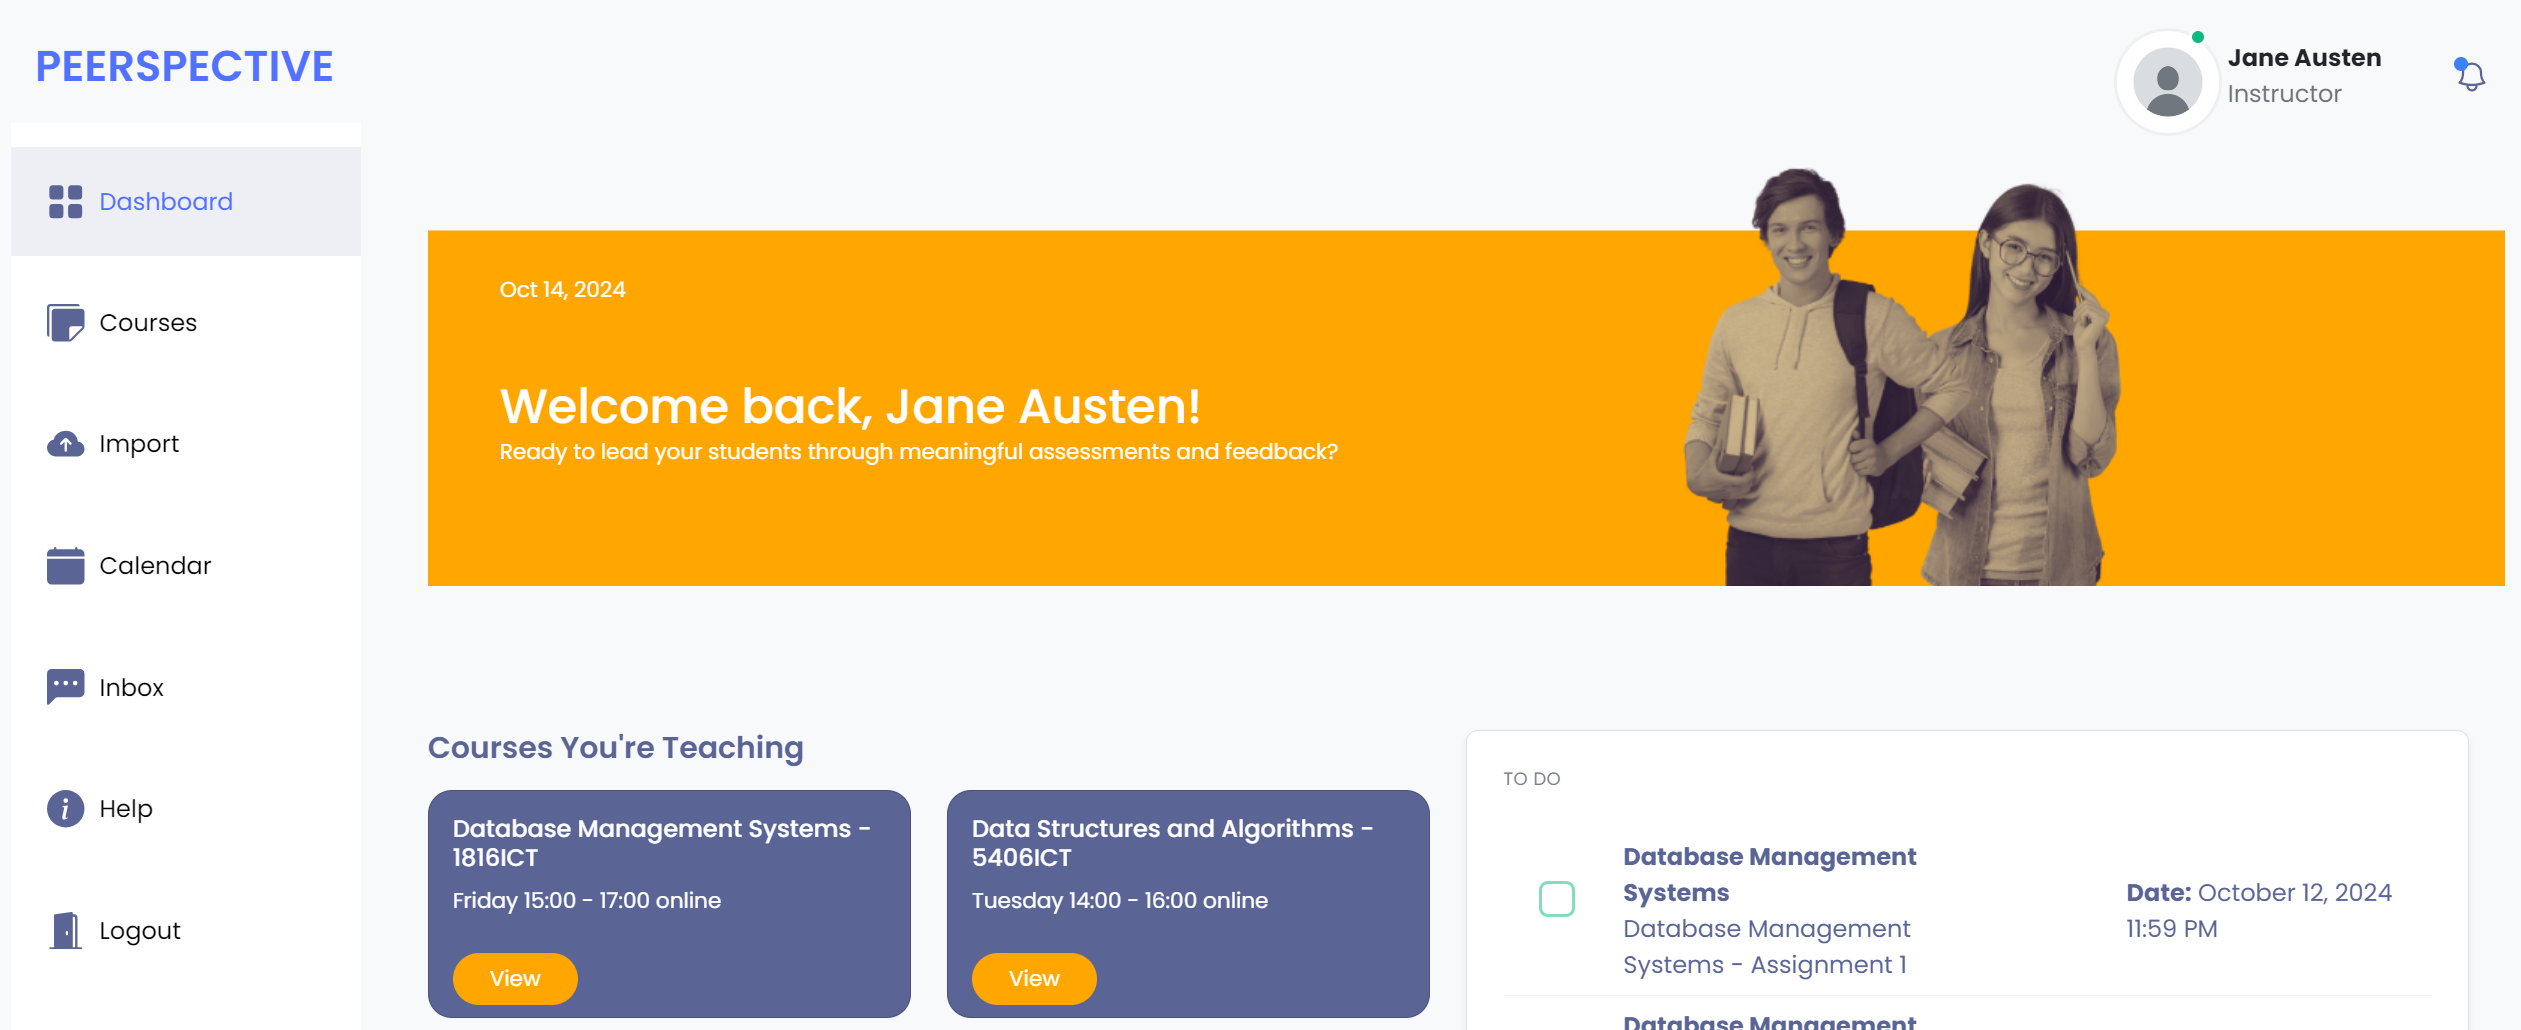 PEERSPECTIVE
Jane Austen
Instructor
Dashboard
Courses
Import
Calendar
Inbox
Help
Logout
Oct 14, 2024
Welcome back, Jane Austen!
Ready to lead your students through meaningful assessments and feedback?
Courses You're Teaching
Database Management Systems -
1816ICT
Friday 15:00 - 17:00 online
View
Data Structures and Algorithms -
5406ICT
Tuesday 14:00 - 16:00 online
View
TO DO
Database Management
Systems
Database Management
Systems - Assignment 1
Date: October 12, 2024
11:59 PM
Database Management